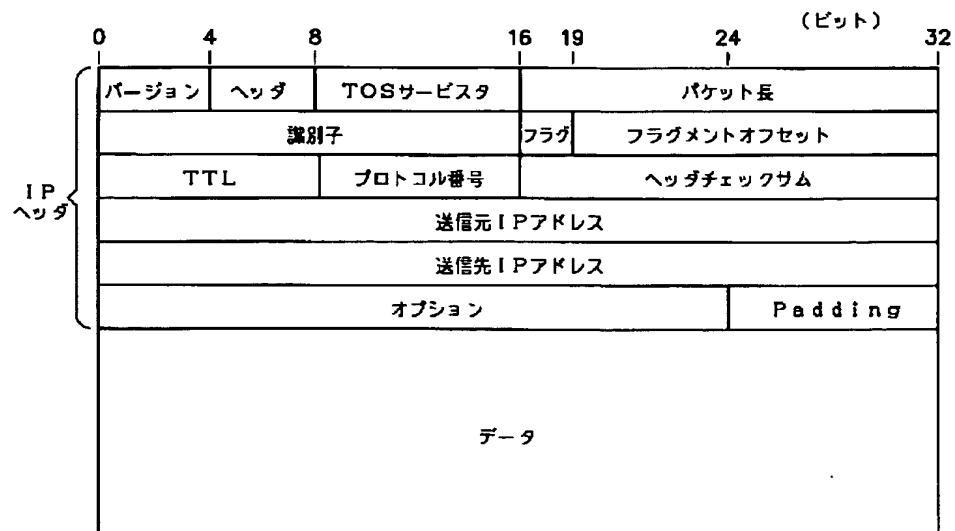 (ビット)
0 4 8 16 19 24 32
バージョン ヘッダ TOSサービスタ パケット長
識別子 フラグ フラグメントオフセット
TTL プロトコル番号 ヘッダチェックサム
IP
ヘッダ
送信元IPアドレス
送信先IPアドレス
オプション Padding
データ